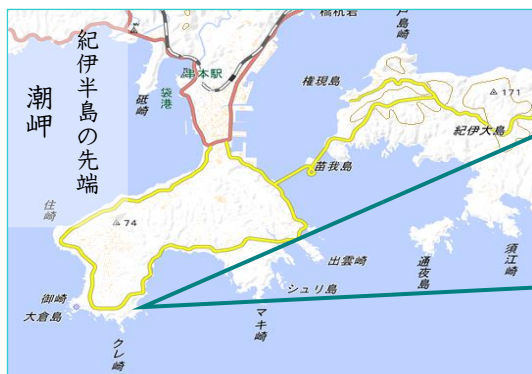 紀伊半島の先端
潮岬
橋杭岩
戸島崎
串本駅
袋港
砥崎
権現島
171
紀伊大島
苗我島
住崎
74
出雲崎
通夜島
須江崎
シュリ島
マキ崎
御崎
大倉島
クレ崎